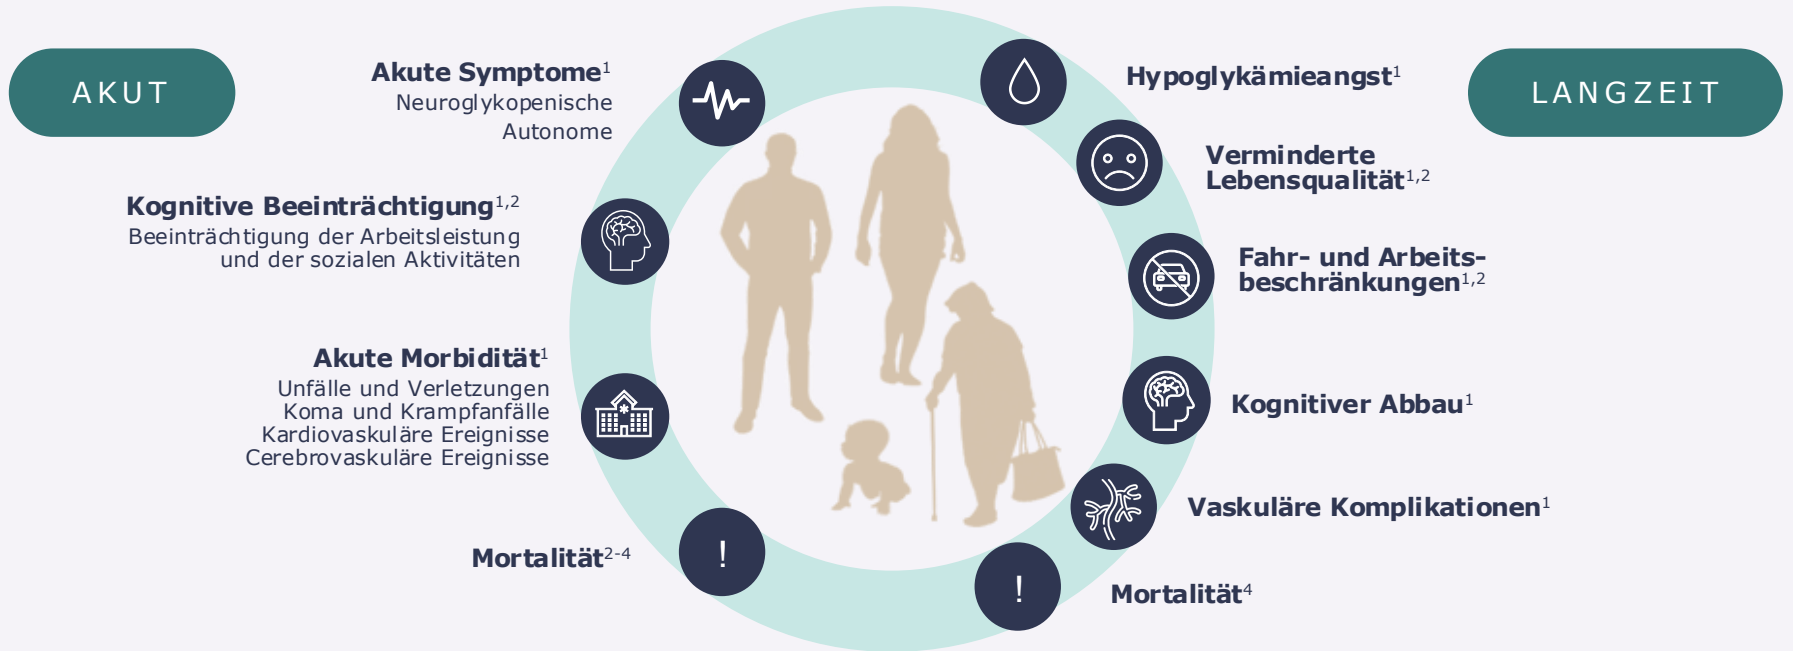 AKUT
Akute Symptome¹
Neuroglykopenische
Autonome
Kognitive Beeinträchtigung¹,²
Beeinträchtigung der Arbeitsleistung
und der sozialen Aktivitäten
Akute Morbidität¹
Unfälle und Verletzungen
Koma und Krampfanfälle
Kardiovaskuläre Ereignisse
Cerebrovaskuläre Ereignisse
Mortalität²⁻⁴
!
LANGZEIT
Hypoglykämieangst¹
Verminderte
Lebensqualität¹,²
Fahr- und Arbeits-
beschränkungen¹,²
Kognitiver Abbau¹
Vaskuläre Komplikationen¹
Mortalität⁴
!